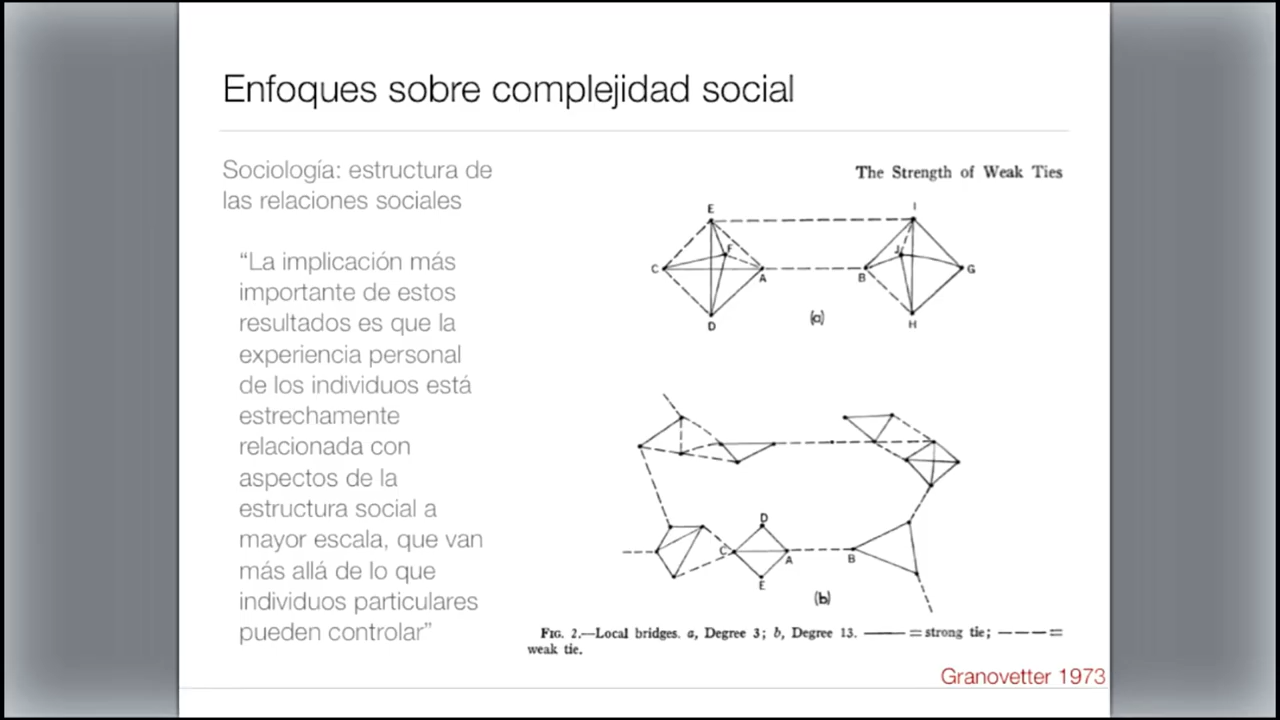 Enfoques sobre complejidad social
Sociología: estructura de
las relaciones sociales
“La implicación más
importante de estos
resultados es que la
experiencia personal
de los individuos está
estrechamente
relacionada con
aspectos de la
estructura social a
mayor escala, que van
más allá de lo que
individuos particulares
pueden controlar”
The Strength of Weak Ties
E
I
F
J
C
A
B
G
D
H
(a)
D
C
A
B
E
(b)
FIG. 2.—Local bridges. a, Degree 3; b, Degree 13. ——— = strong tie; – – – =
weak tie.
Granovetter 1973